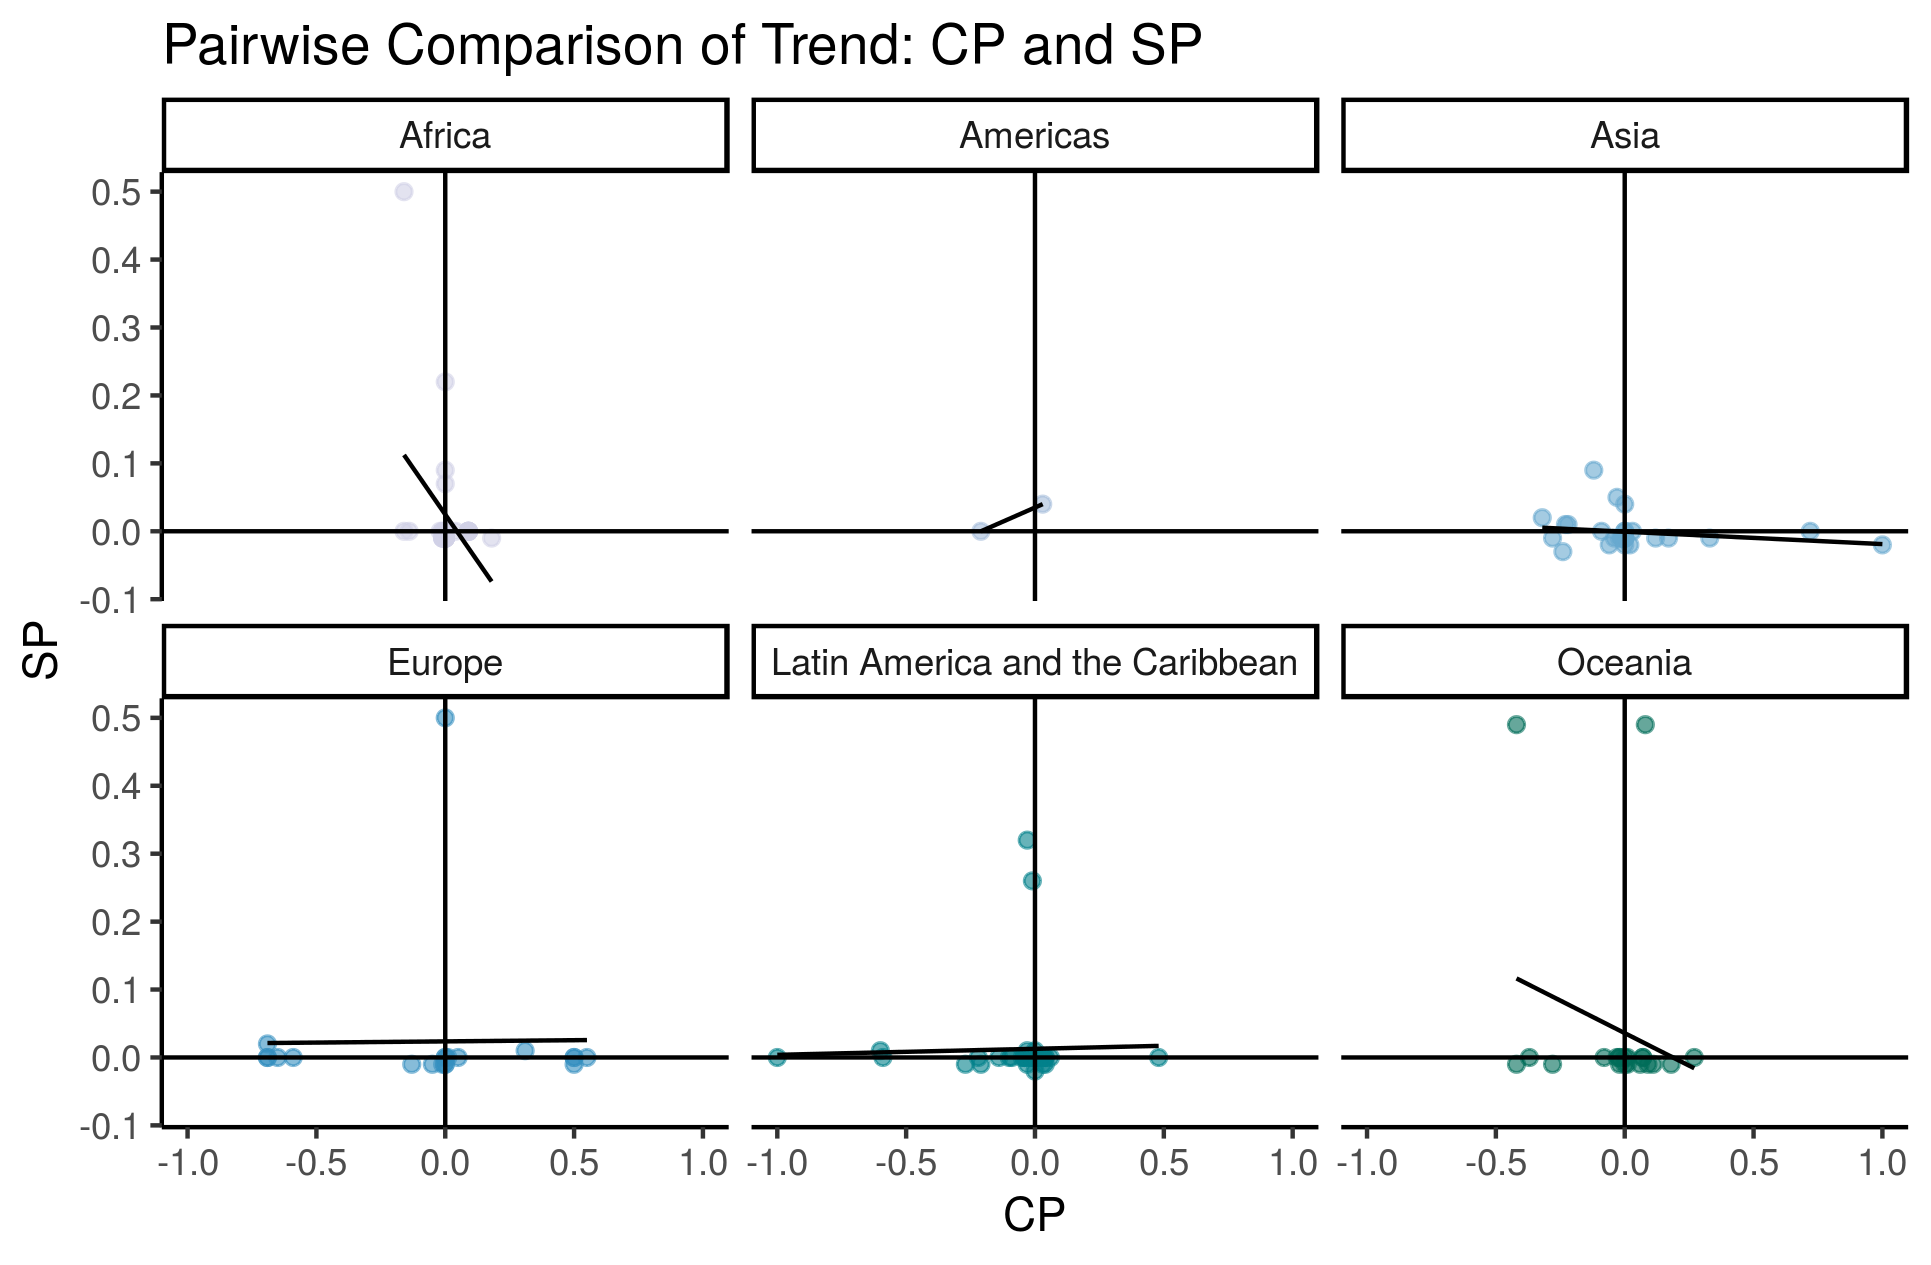 Pairwise Comparison of Trend: CP and SP
Africa
Americas
Asia
0.5
0.4
0.3
0.2
0.1
0.0
-0.1
SP
Europe
Latin America and the Caribbean
Oceania
0.5
0.4
0.3
0.2
0.1
0.0
-0.1
-1.0 -0.5 0.0 0.5 1.0 -1.0 -0.5 0.0 0.5 1.0 -1.0 -0.5 0.0 0.5 1.0
CP